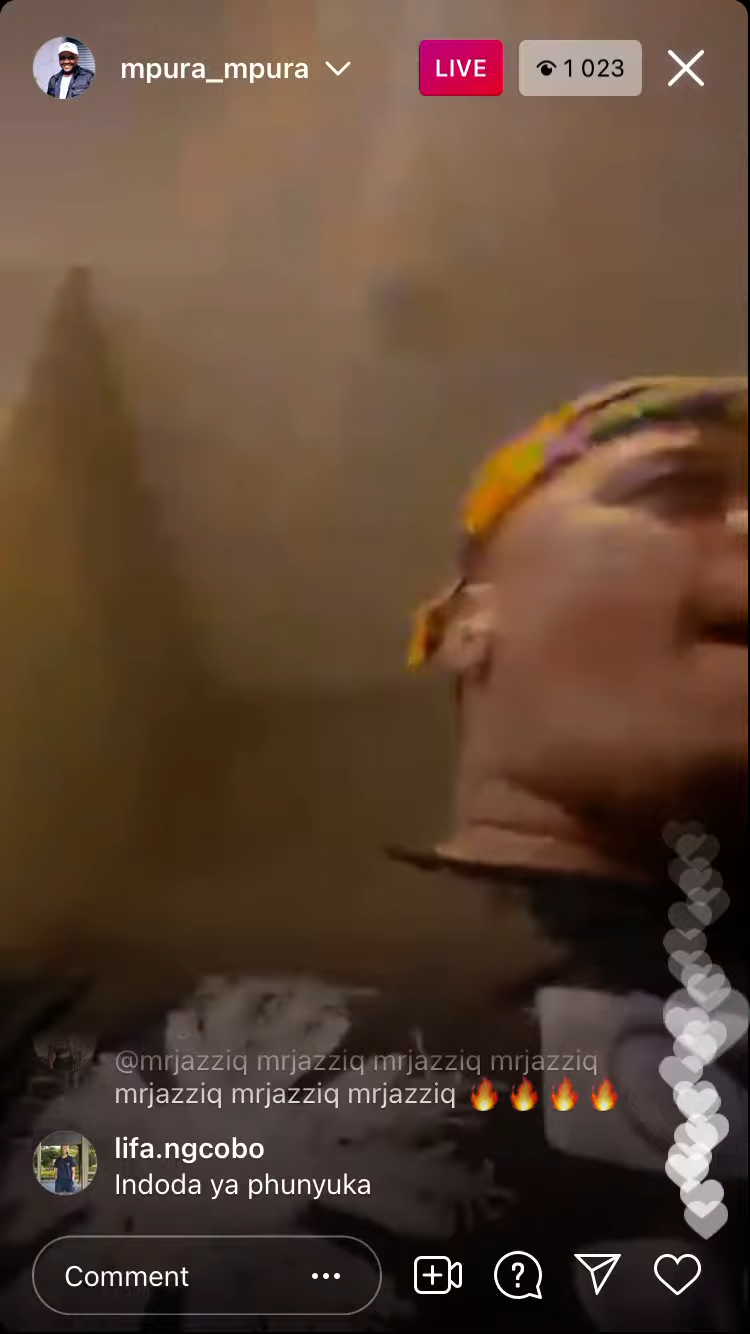 mpura_mpura
LIVE
1 023
@mrjazziq mrjazziq mrjazziq mrjazziq
mrjazziq mrjazziq mrjazziq 🔥 🔥 🔥 🔥
lifa.ngcobo
Indoda ya phunyuka
Comment